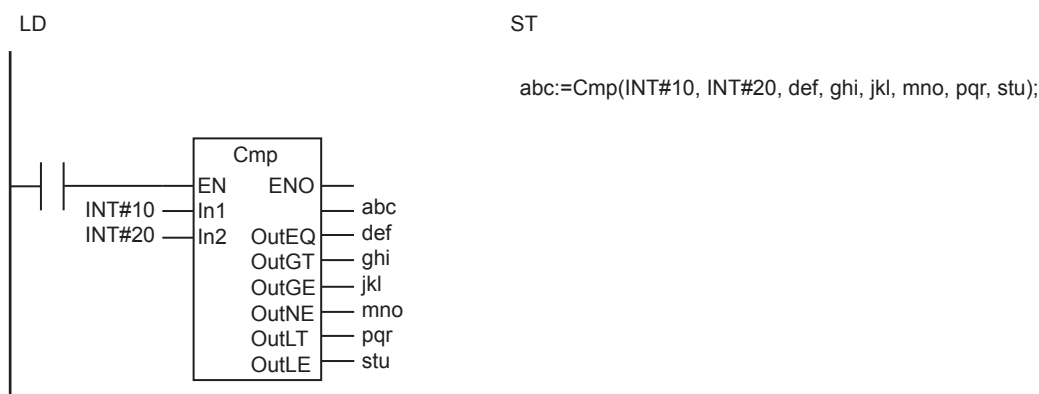 LD
ST
abc:=Cmp(INT#10, INT#20, def, ghi, jkl, mno, pqr, stu);
Cmp
EN ENO
INT#10 In1 abc
INT#20 In2 OutEQ def
OutGT ghi
OutGE jkl
OutNE mno
OutLT pqr
OutLE stu